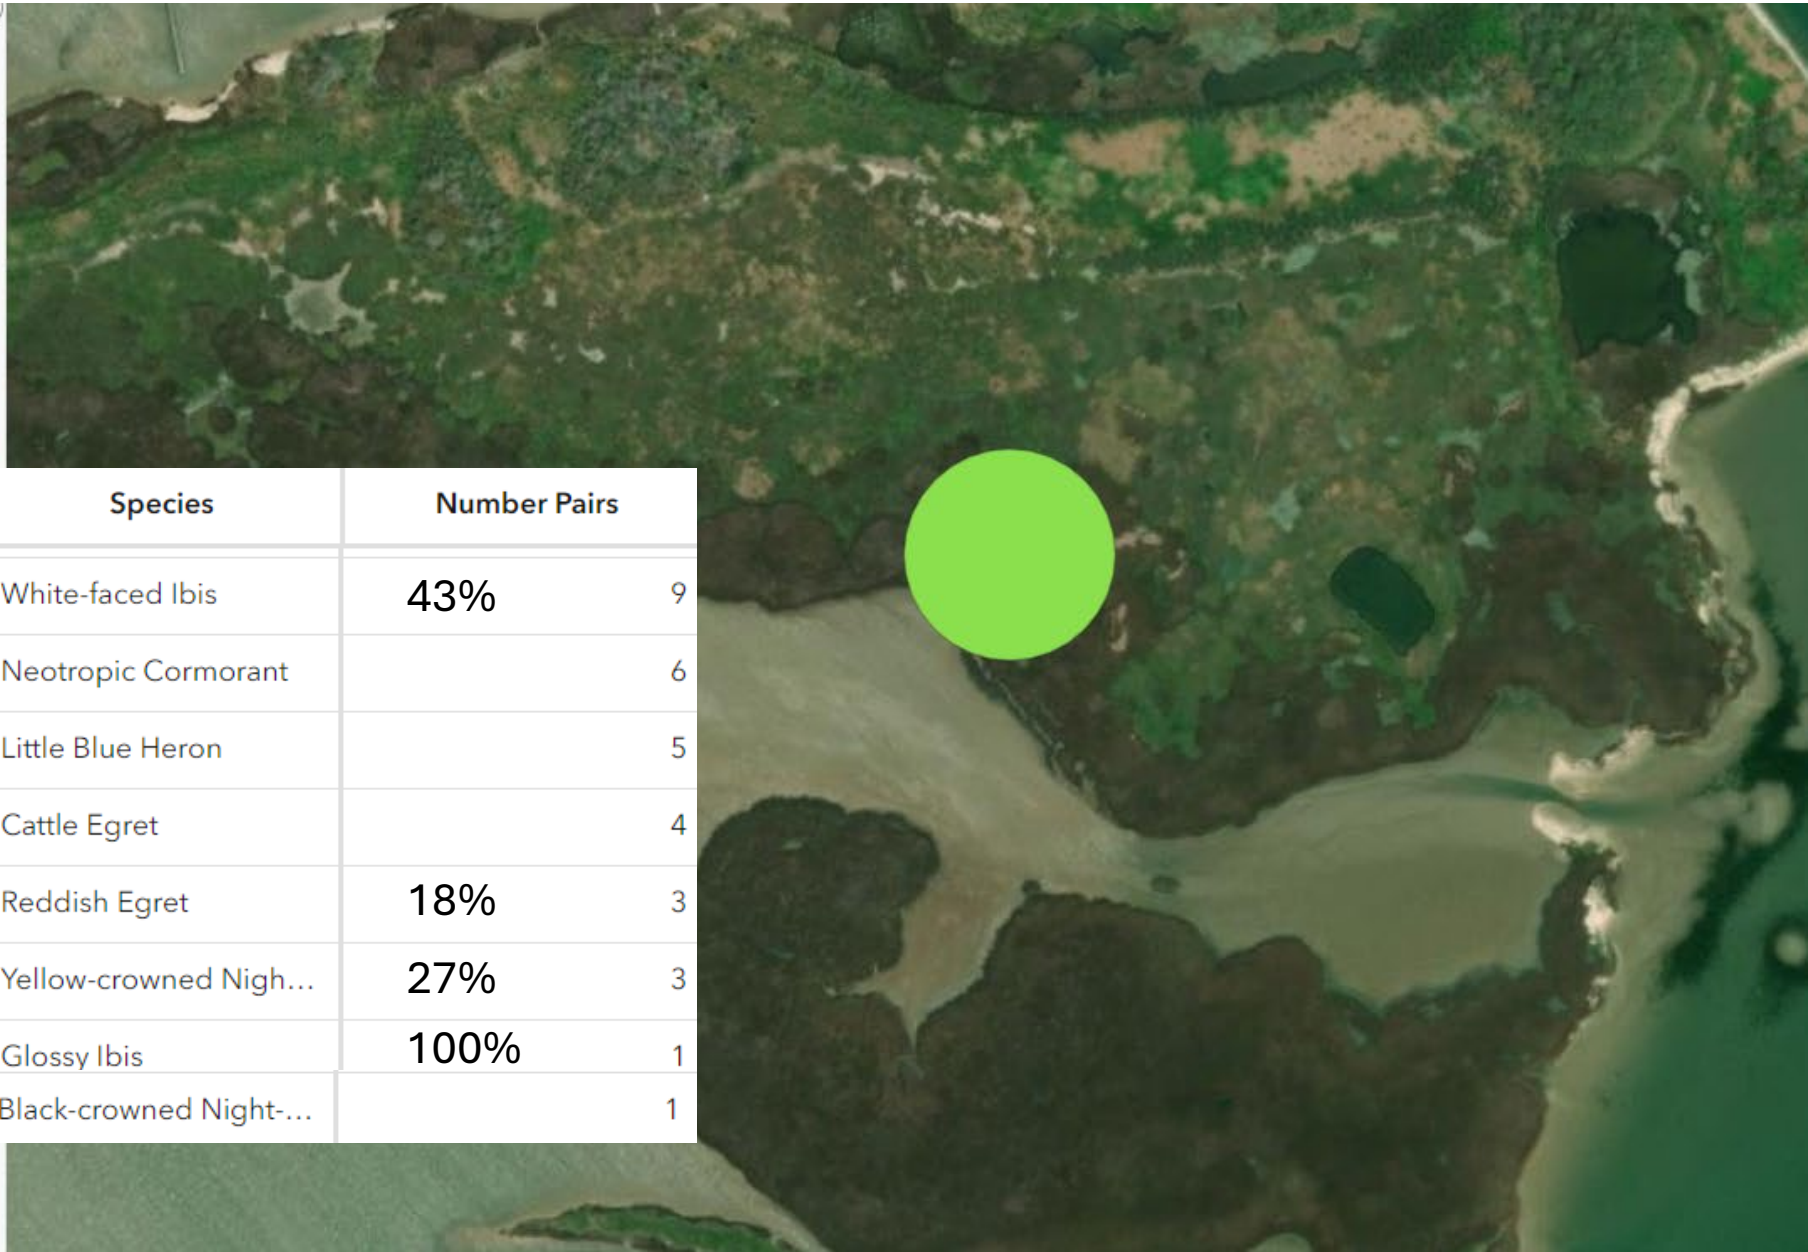 Species Number Pairs
White-faced Ibis 43% 9
Neotropic Cormorant 6
Little Blue Heron 5
Cattle Egret 4
Reddish Egret 18% 3
Yellow-crowned Nigh... 27% 3
Glossy Ibis 100% 1
Black-crowned Night-... 1